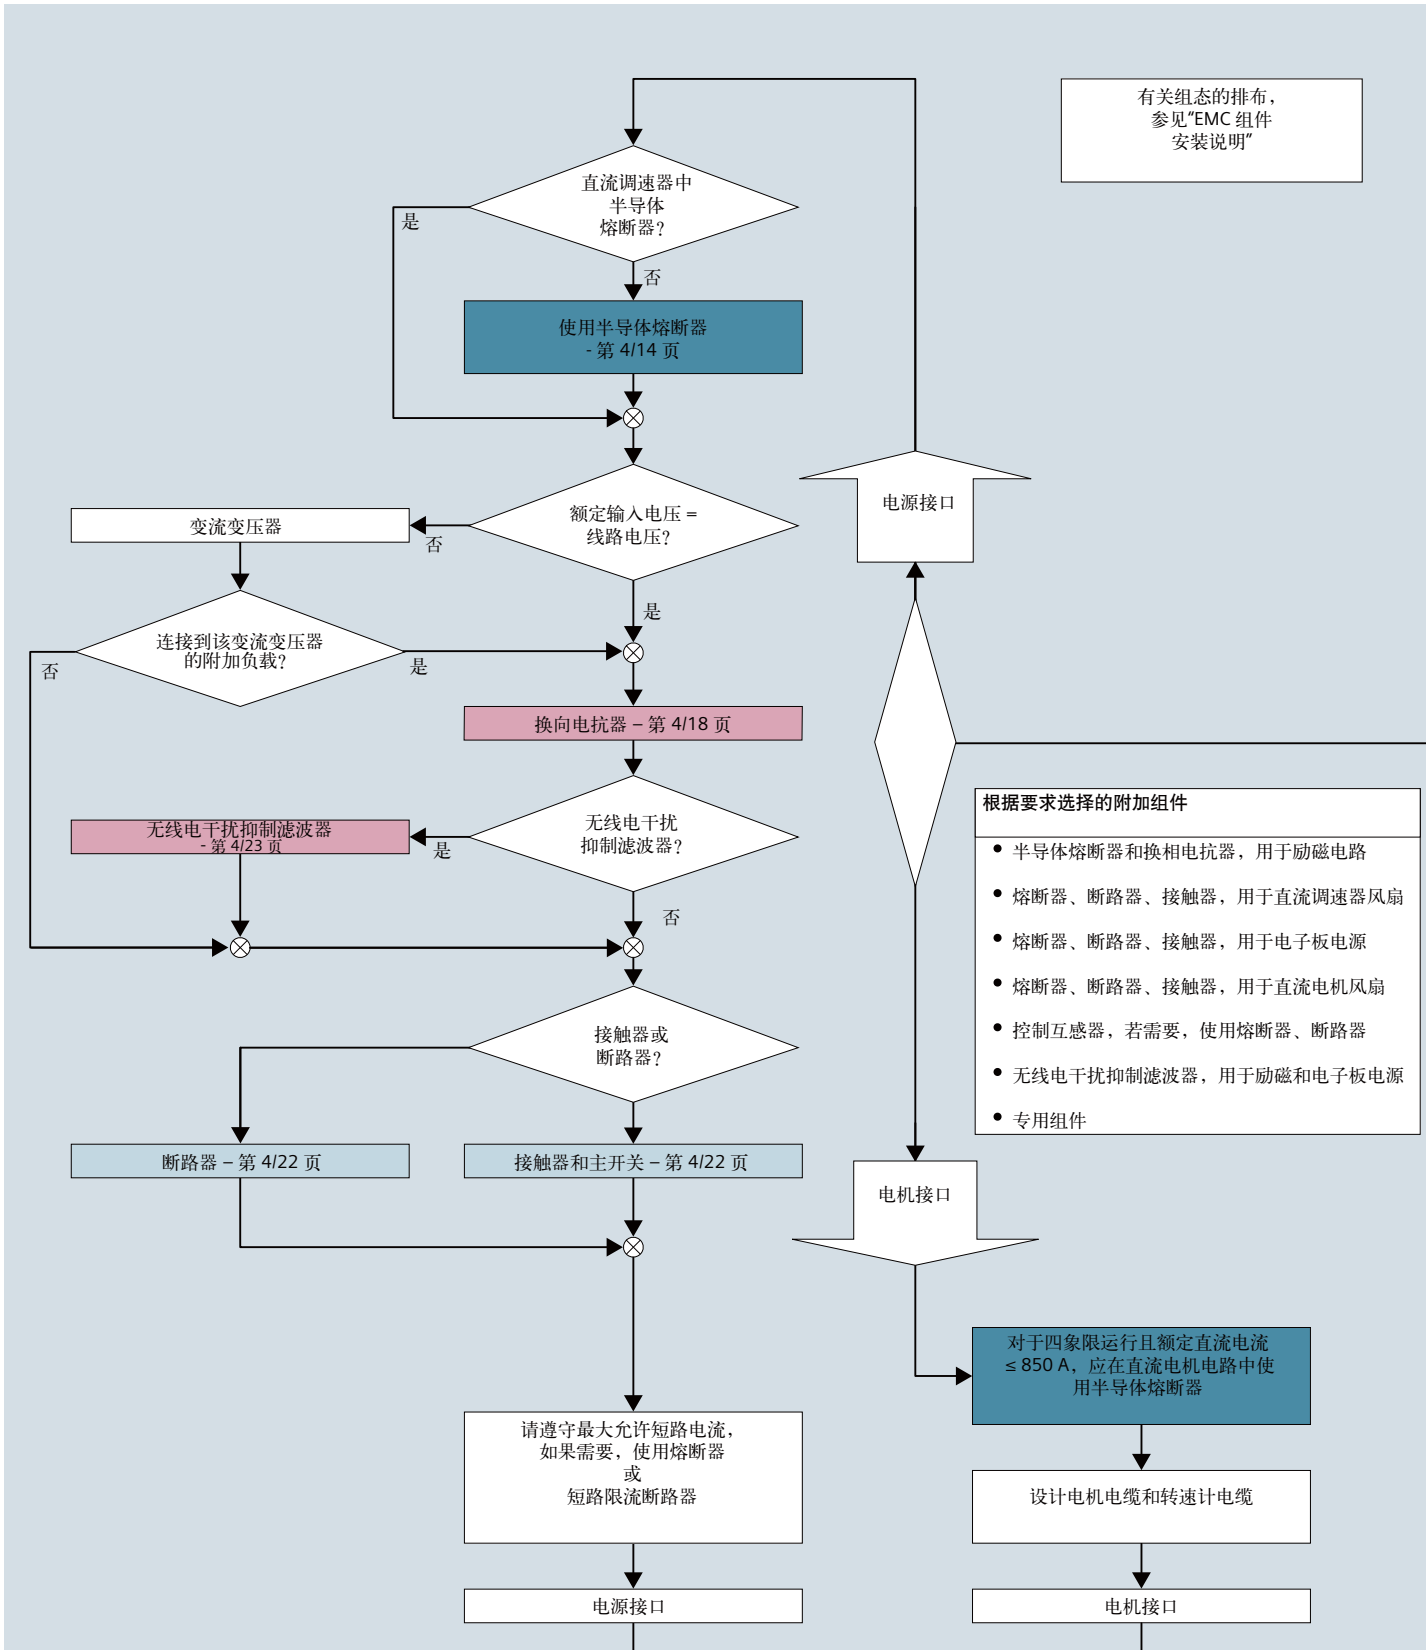 有关组态的排布，
参见"EMC 组件
安装说明"
直流调速器中
半导体
熔断器？
是
否
使用半导体熔断器
- 第 4/14 页
电源接口
额定输入电压 =
线路电压？
变流变压器
否
是
连接到该变流变压器
的附加负载？
否
是
换向电抗器 – 第 4/18 页
无线电干扰
抑制滤波器？
无线电干扰抑制滤波器
- 第 4/23 页
是
否
根据要求选择的附加组件
• 半导体熔断器和换相电抗器，用于励磁电路
• 熔断器、断路器、接触器，用于直流调速器风扇
• 熔断器、断路器、接触器，用于电子板电源
• 熔断器、断路器、接触器，用于直流电机风扇
• 控制互感器，若需要，使用熔断器、断路器
• 无线电干扰抑制滤波器，用于励磁和电子板电源
• 专用组件
接触器或
断路器？
断路器 – 第 4/22 页
接触器和主开关 – 第 4/22 页
电机接口
对于四象限运行且额定直流电流
≤ 850 A，应在直流电机电路中使
用半导体熔断器
请遵守最大允许短路电流，
如果需要，使用熔断器
或
短路限流断路器
设计电机电缆和转速计电缆
电源接口
电机接口